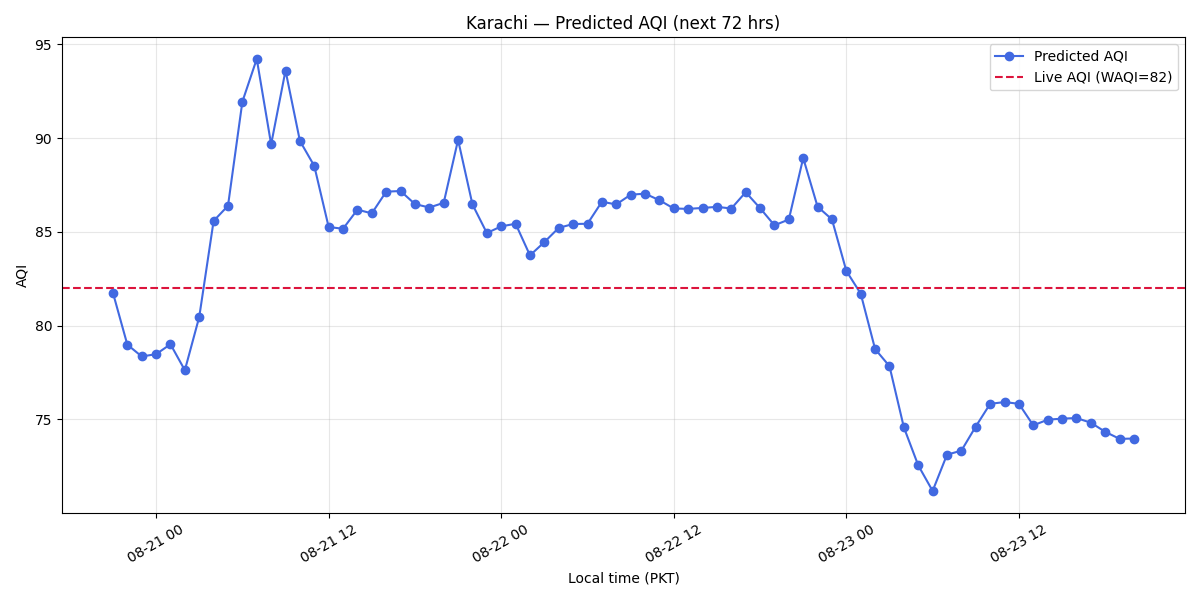 Karachi — Predicted AQI (next 72 hrs)
Predicted AQI
Live AQI (WAQI=82)
AQI
95
90
85
80
75
08-21 00
08-21 12
08-22 00
08-22 12
08-23 00
08-23 12
Local time (PKT)